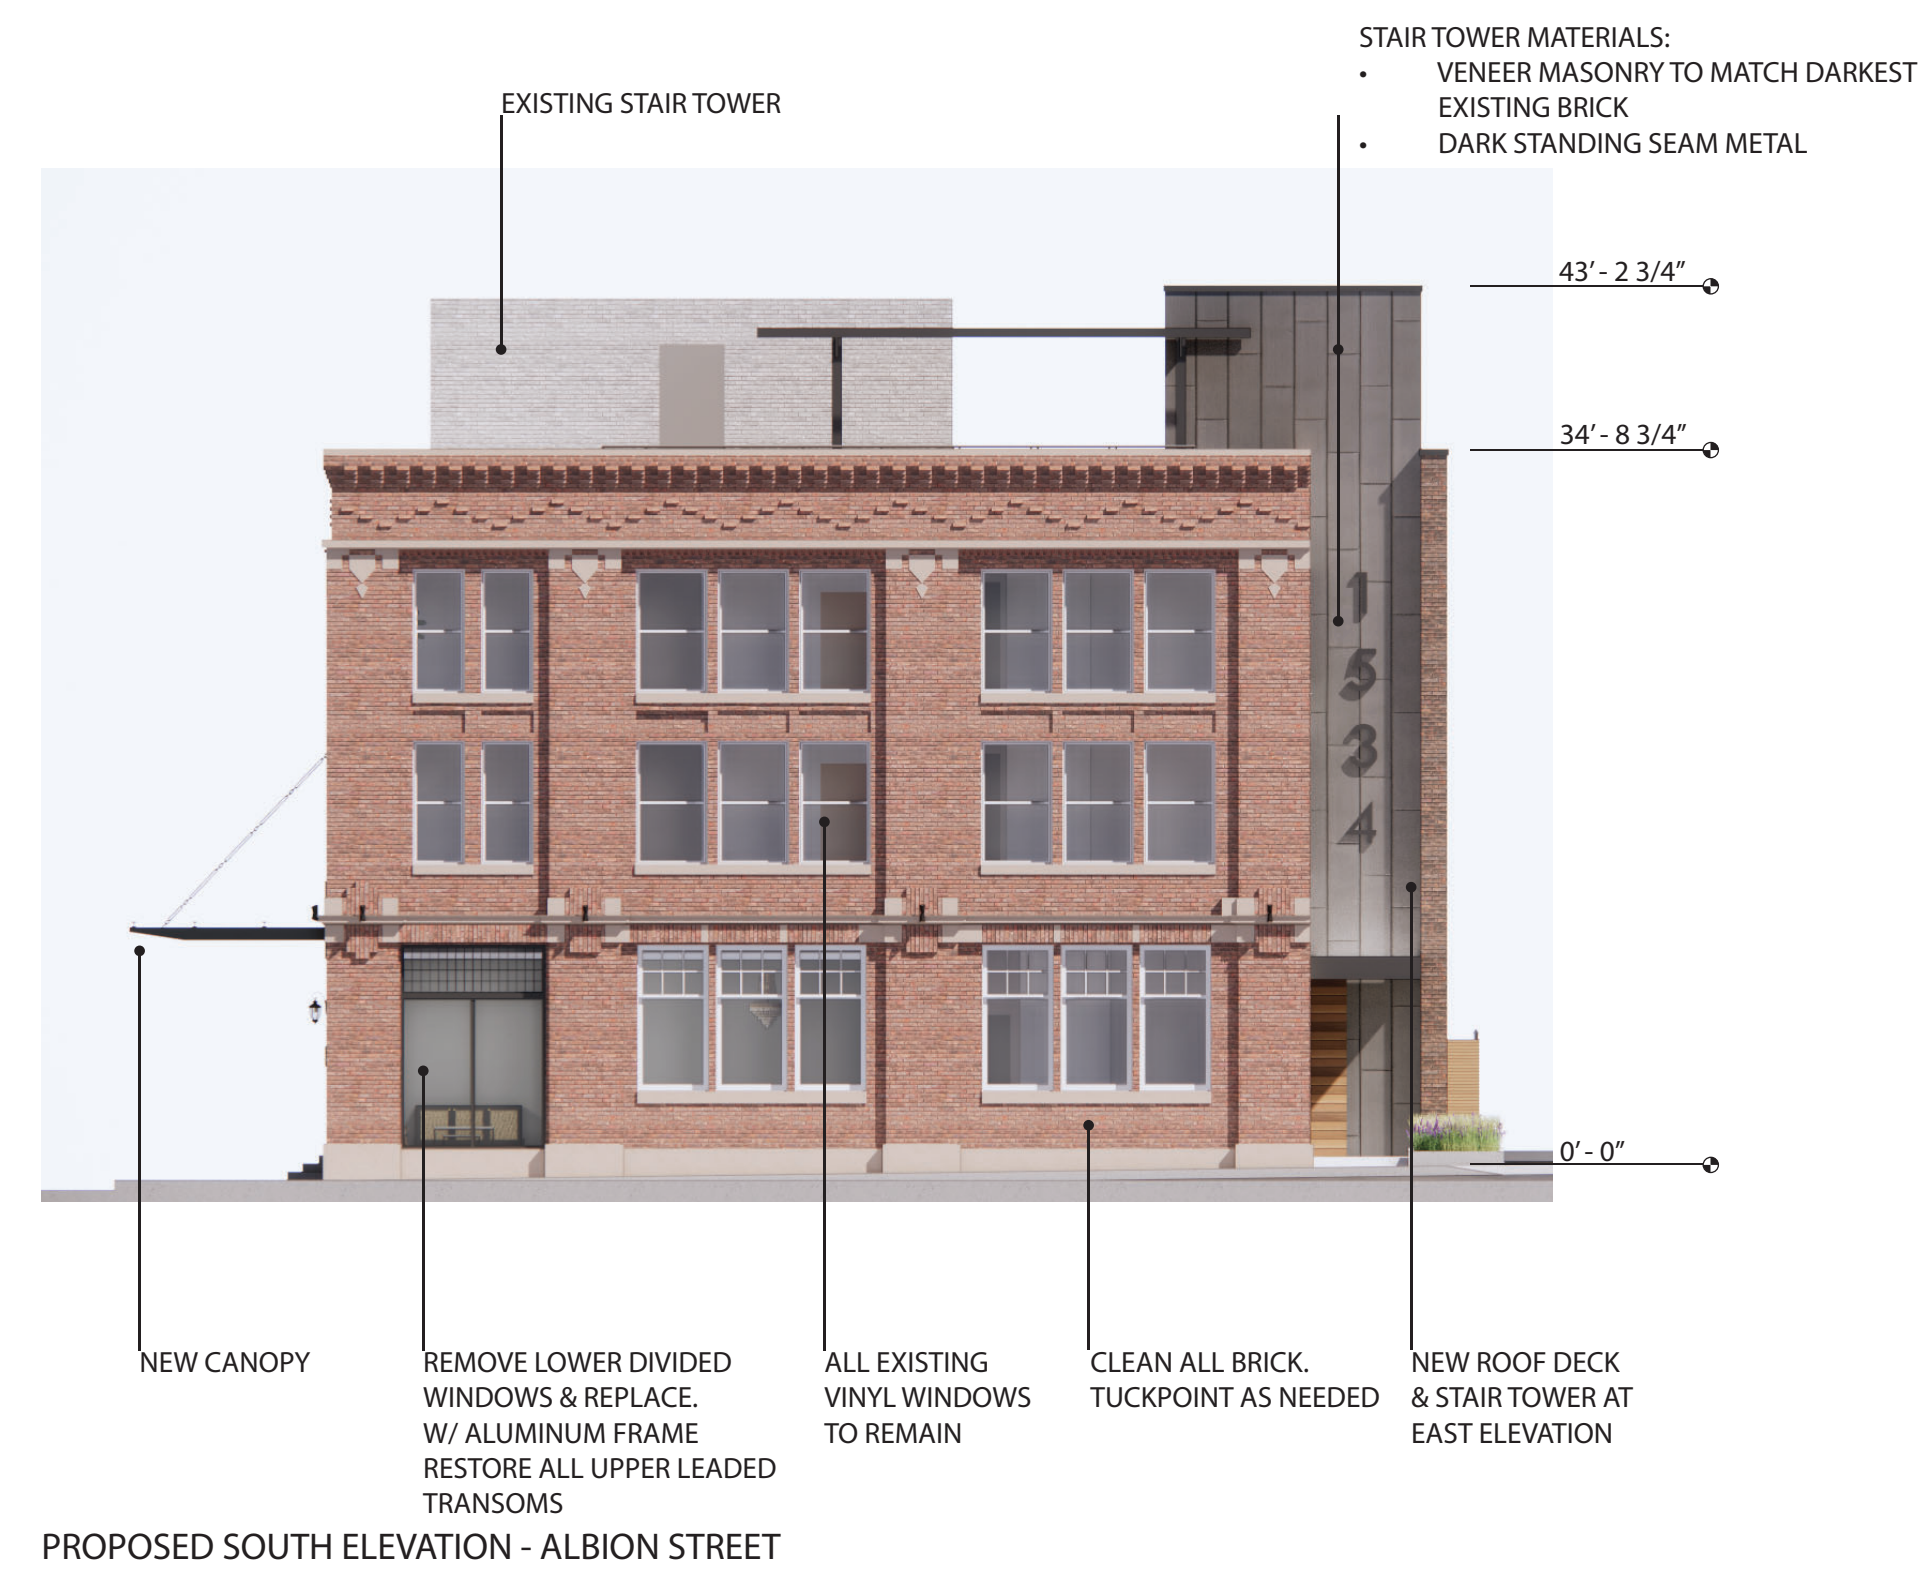 STAIR TOWER MATERIALS:
• VENEER MASONRY TO MATCH DARKEST
EXISTING BRICK
• DARK STANDING SEAM METAL
EXISTING STAIR TOWER
43’ - 2 3/4”
34’ - 8 3/4”
1
5
3
4
0’ - 0”
NEW CANOPY
REMOVE LOWER DIVIDED
WINDOWS & REPLACE.
W/ ALUMINUM FRAME
RESTORE ALL UPPER LEADED
TRANSOMS
ALL EXISTING
VINYL WINDOWS
TO REMAIN
CLEAN ALL BRICK.
TUCKPOINT AS NEEDED
NEW ROOF DECK
& STAIR TOWER AT
EAST ELEVATION
PROPOSED SOUTH ELEVATION - ALBION STREET